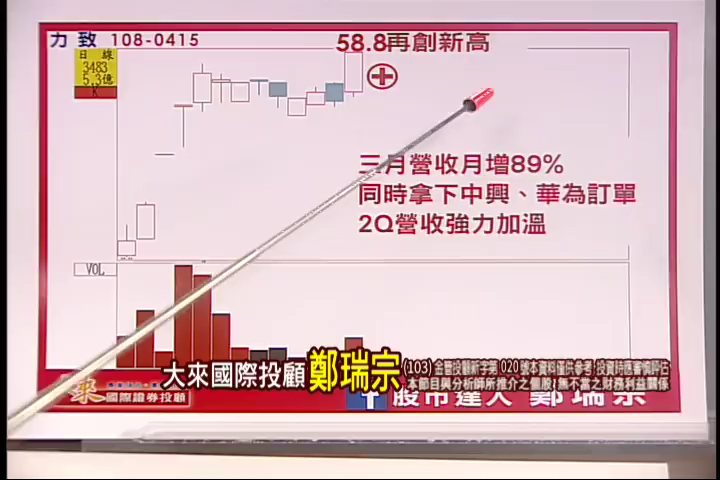 力致 108-0415
日 線
3483
5.3億
K
58.8再創新高
三月營收月增89%
同時拿下中興、華為訂單
2Q營收強力加溫
VOL
大來國際投顧 鄭瑞宗
(103)金管投顧新字第 020號本資料僅供參考 投資時應審慎評估
本節目與分析師所推介之個股 無不當之財務利益關係
來 國際證券投顧
股市達人 鄭瑞宗